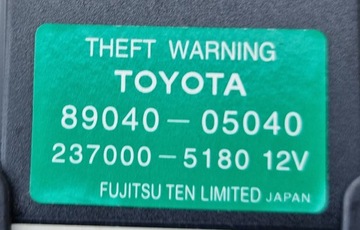 THEFT WARNING
TOYOTA
89040-05040
237000-5180 12V
FUJITSU TEN LIMITED JAPAN